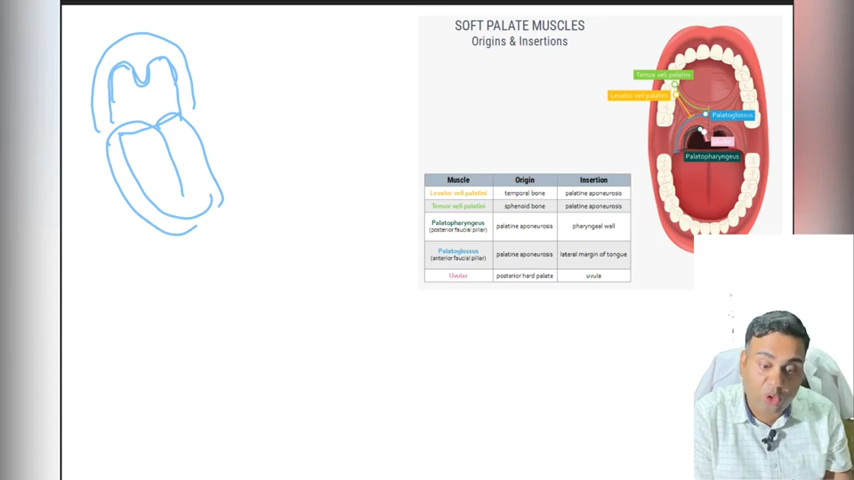 SOFT PALATE MUSCLES
Origins & Insertions
Tensor veli palatini
Levator veli palatini
Palatoglossus
Palatopharyngeus
Muscle Origin Insertion
Levator veli palatini temporal bone palatine aponeurosis
Tensor veli palatini sphenoid bone palatine aponeurosis
Palatopharyngeus
(posterior faucial pillar) palatine aponeurosis pharyngeal wall
Palatoglossus
(anterior faucial pillar) palatine aponeurosis lateral margin of tongue
Uvular posterior hard palate uvula